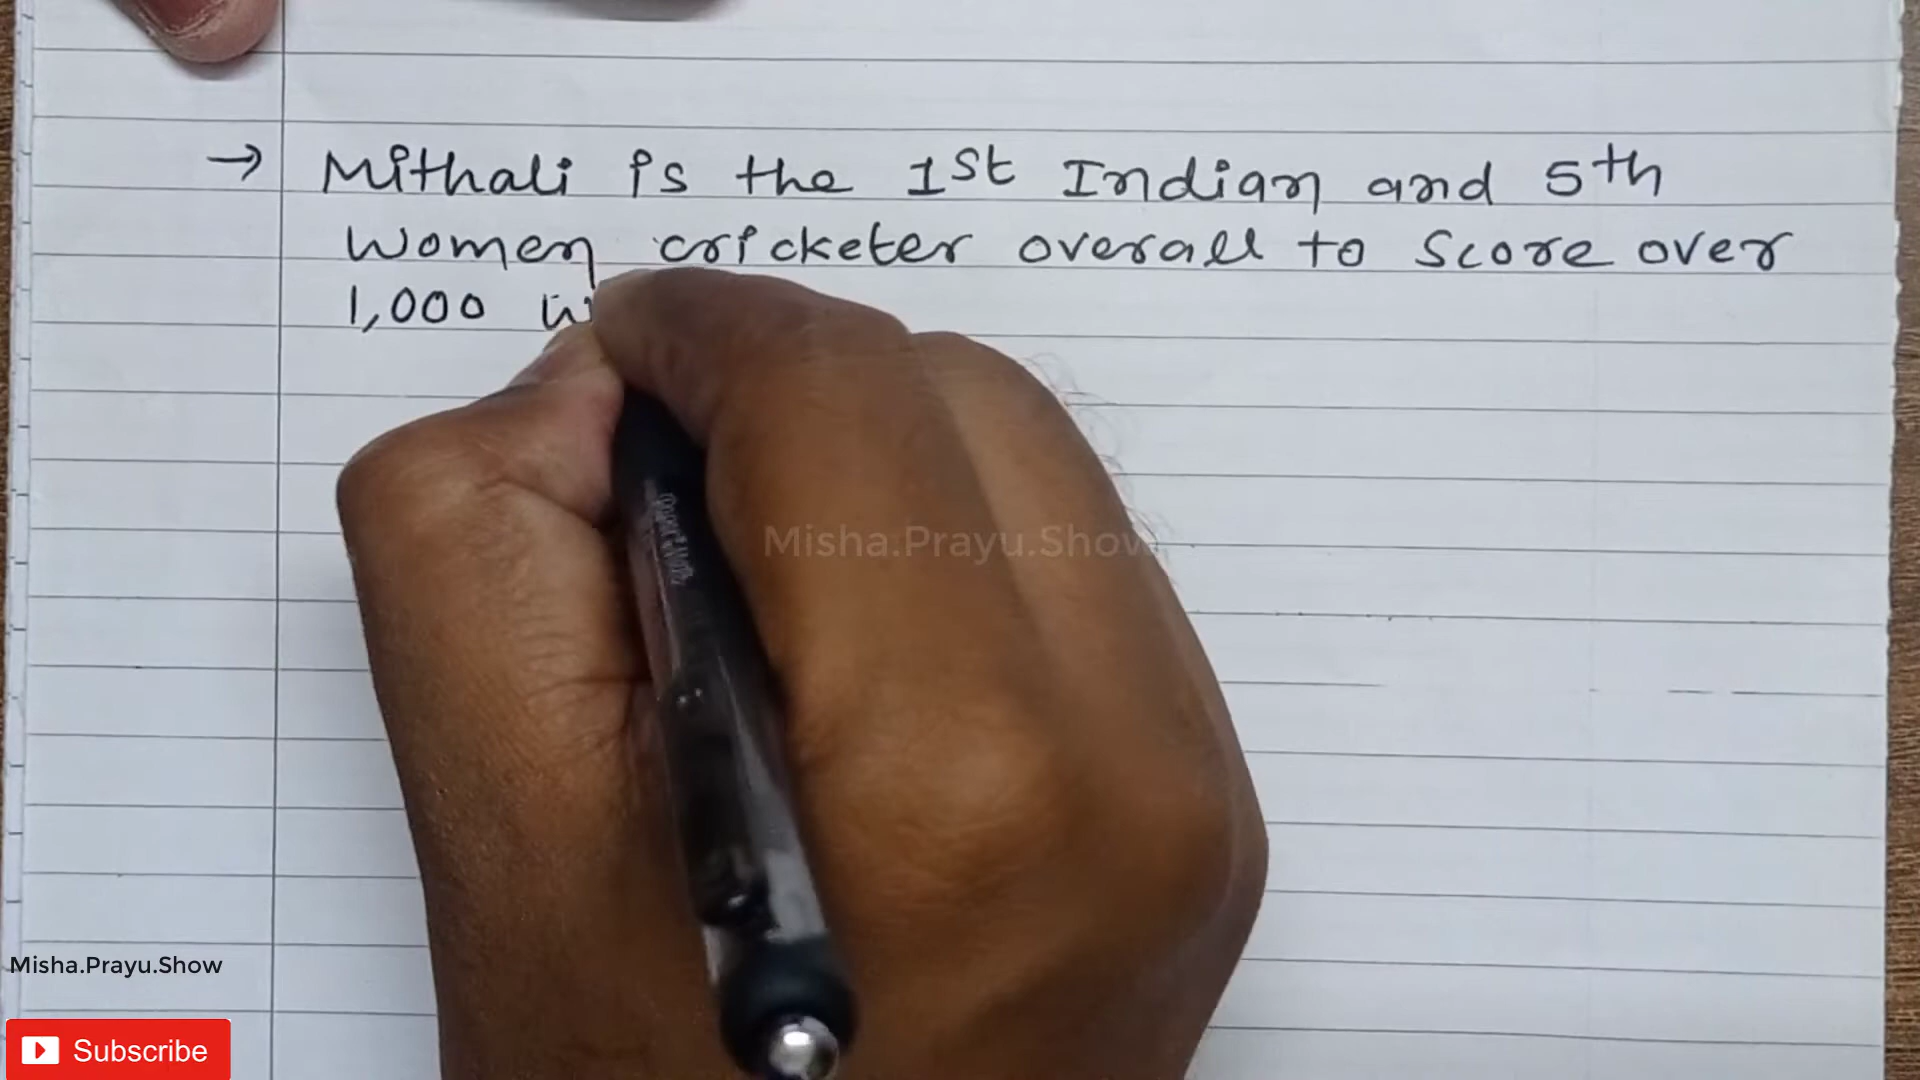 → Mithali is the 1st Indian and 5th
Women cricketer overall to Score over
1,000
Misha.Prayu.Show
Misha.Prayu.Show
Subscribe